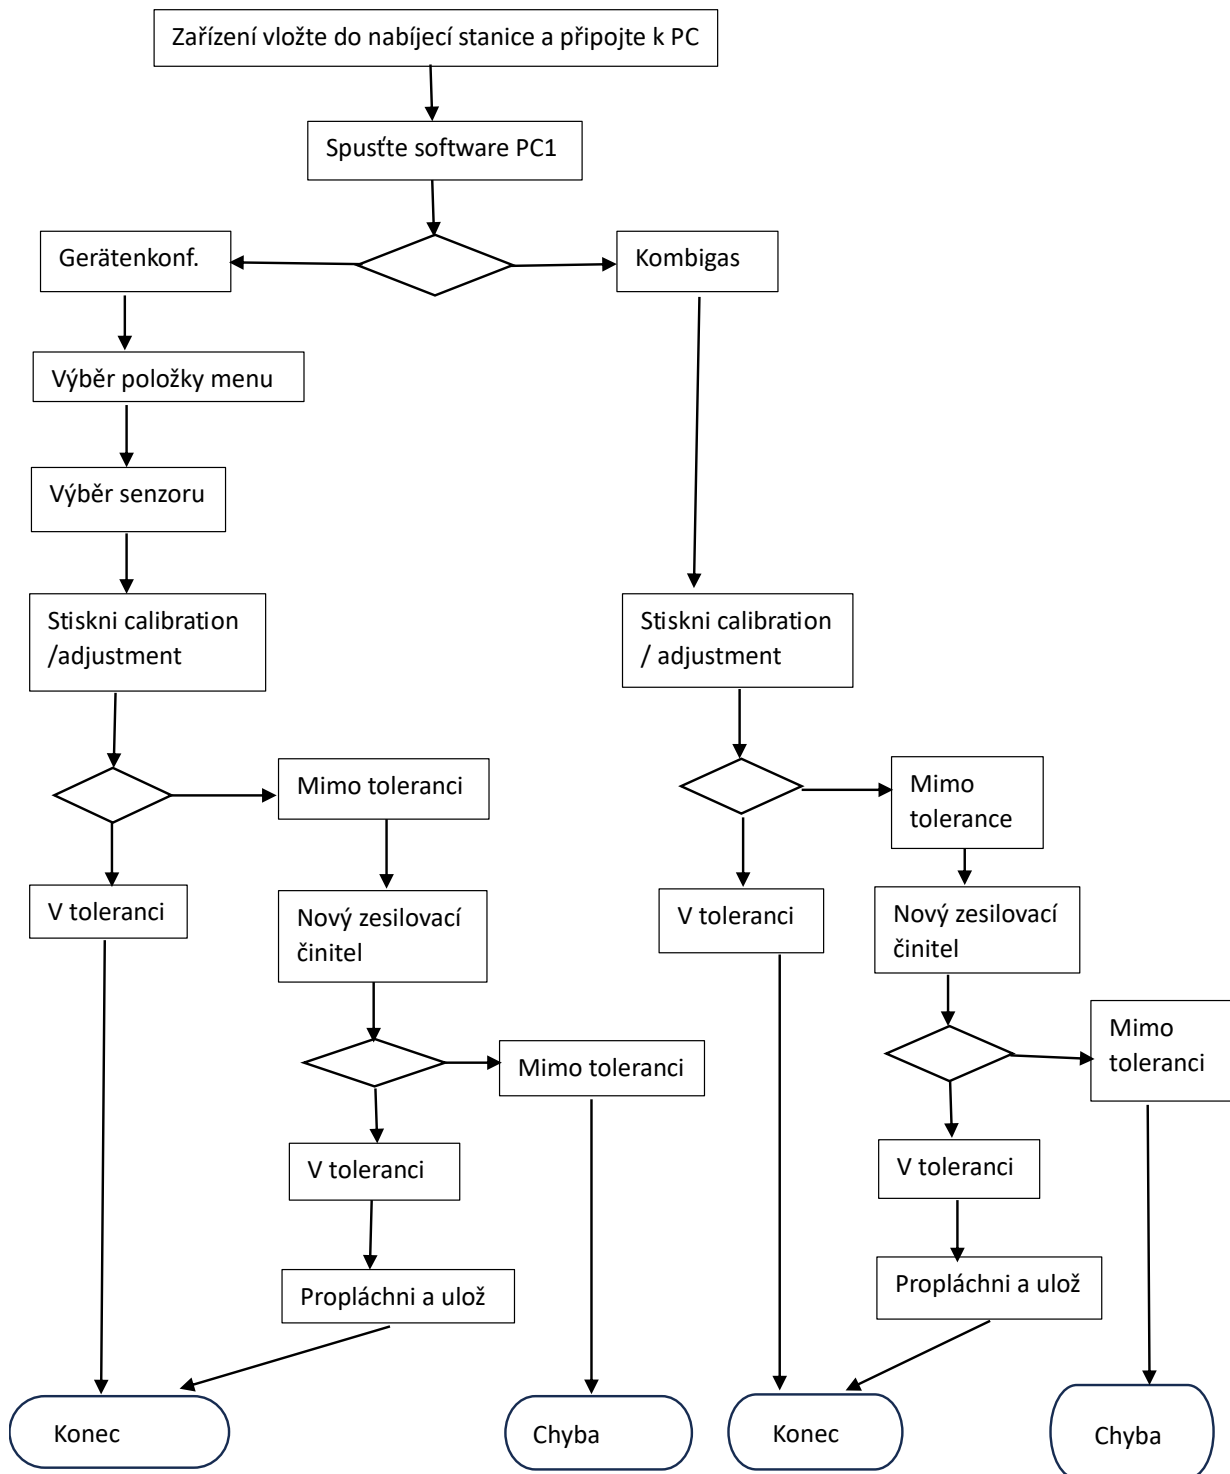 Zařízení vložte do nabíjecí stanice a připojte k PC
Spusťte software PC1
Gerätenkonf.
Kombigas
Výběr položky menu
Výběr senzoru
Stiskni calibration
/adjustment
Stiskni calibration
/ adjustment
Mimo toleranci
Mimo
tolerance
V toleranci
Nový zesilovací
činitel
V toleranci
Nový zesilovací
činitel
Mimo toleranci
Mimo
toleranci
V toleranci
V toleranci
Propláchni a ulož
Propláchni a ulož
Konec
Chyba
Konec
Chyba